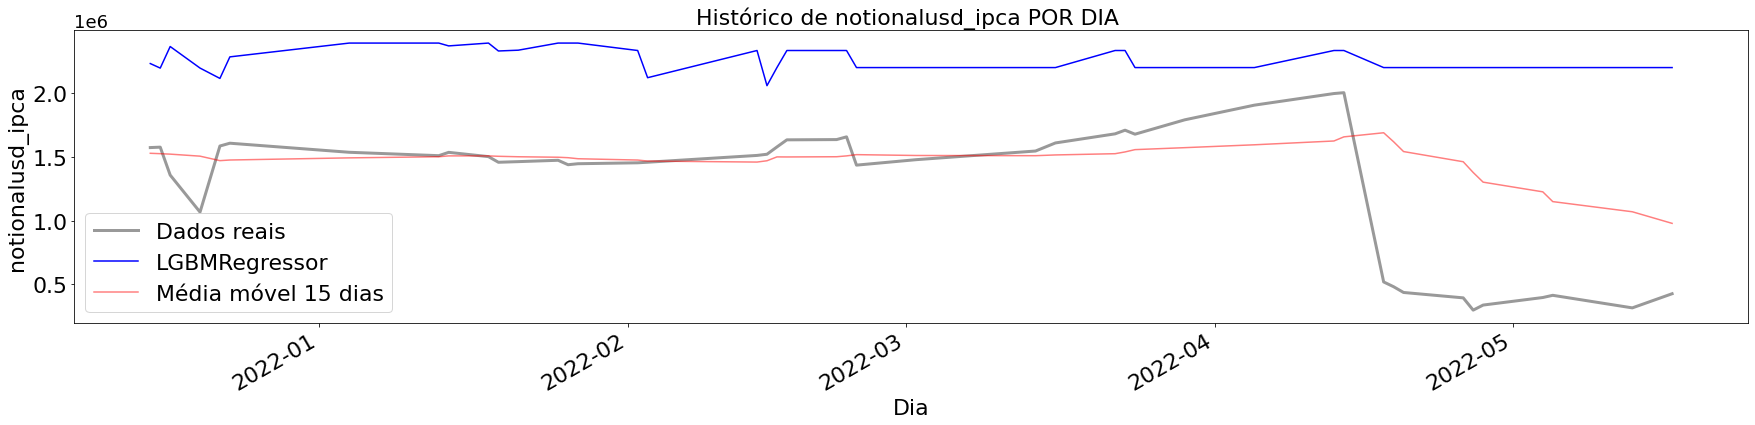 Histórico de notionalusd_ipca POR DIA
1e6
notionalusd_ipca
2.0
1.5
1.0
0.5
Dados reais
LGBMRegressor
Média móvel 15 dias
2022-01
2022-02
2022-03
2022-04
2022-05
Dia